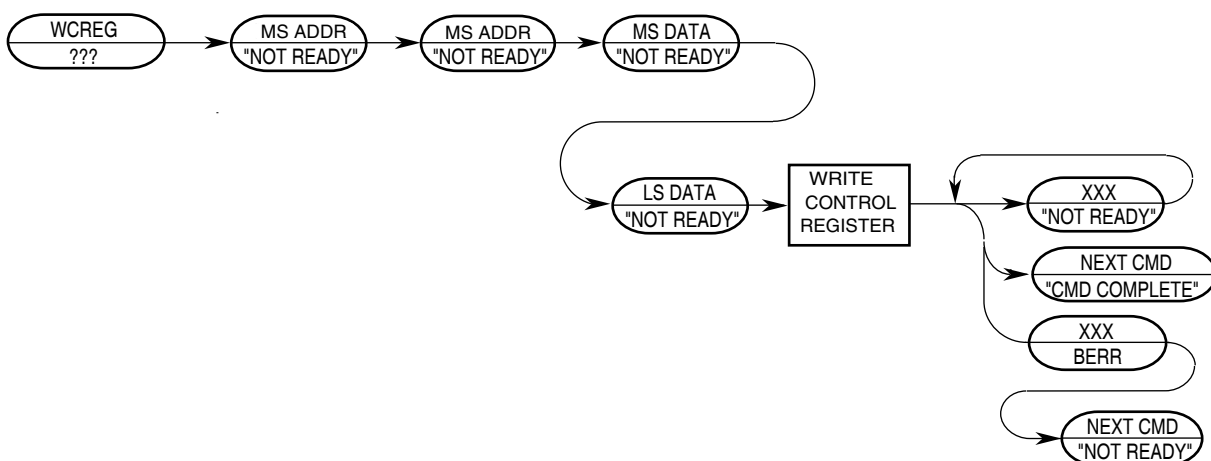 WCREG
???
MS ADDR
"NOT READY"
MS ADDR
"NOT READY"
MS DATA
"NOT READY"
LS DATA
"NOT READY"
WRITE
CONTROL
REGISTER
XXX
"NOT READY"
NEXT CMD
"CMD COMPLETE"
XXX
BERR
NEXT CMD
"NOT READY"